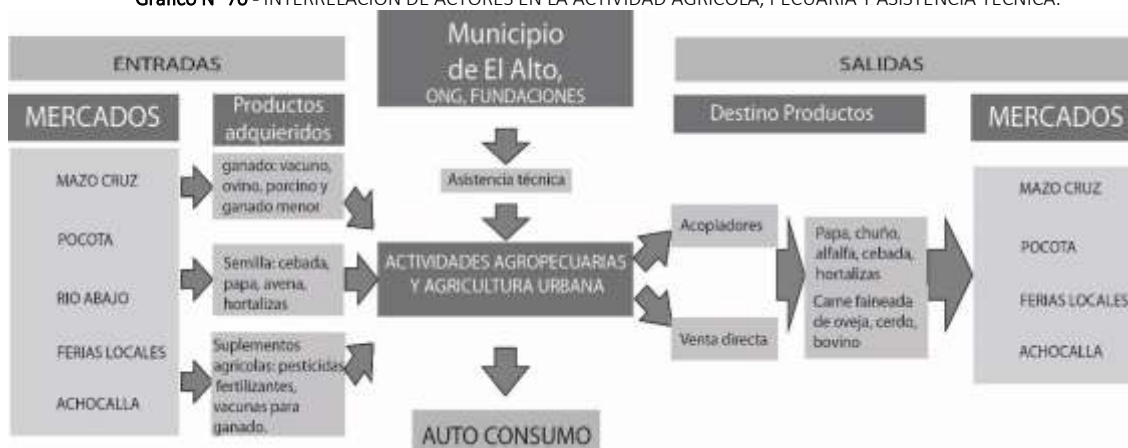 Gráfico N° 70 - INTERRELACIÓN DE ACTORES EN LA ACTIVIDAD AGRÍCOLA, PECUARIA Y ASISTENCIA TÉCNICA.
ENTRADAS
MERCADOS
MAZO CRUZ
POCOTA
RIO ABAJO
FERIAS LOCALES
ACHOCALLA
Productos
adquieridos
ganado: vacuno,
ovino, porcino y
ganado menor
Semilla: cebada,
papa, avena,
hortalizas
Suplementos
agrícolas: pesticidas
fertilizantes,
vacunas para
ganado.
Municipio
de El Alto,
ONG, FUNDACIONES
Asistencia técnica
ACTIVIDADES AGROPECUARIAS
Y AGRICULTURA URBANA
AUTO CONSUMO
SALIDAS
Destino Productos
Acopiadores
Venta directa
Papa, chuño,
alfalfa, cebada,
hortalizas
Carne faineada
de oveja, cerdo,
bovino
MERCADOS
MAZO CRUZ
POCOTA
FERIAS LOCALES
ACHOCALLA